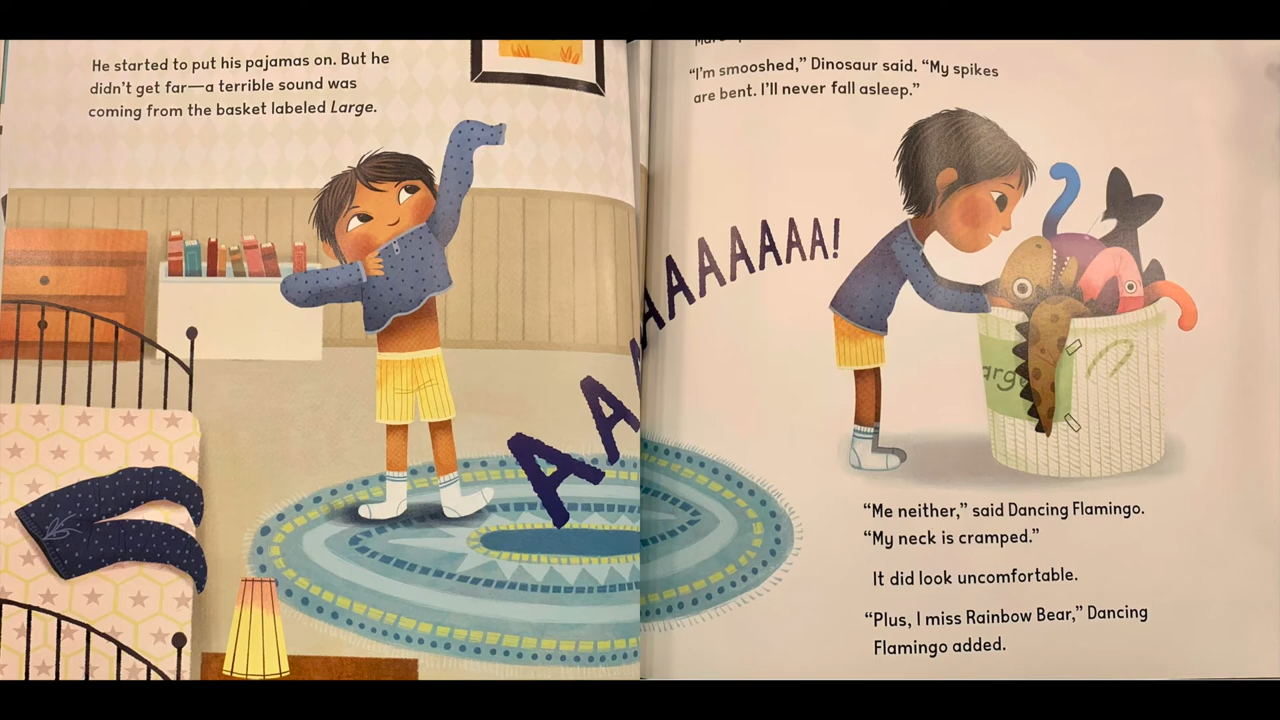 He started to put his pajamas on. But he
didn't get far—a terrible sound was
coming from the basket labeled Large.
AAAAAAAAA!
“I'm smooshed,” Dinosaur said. “My spikes
are bent. I'll never fall asleep.”
“Me neither,” said Dancing Flamingo.
“My neck is cramped.”
It did look uncomfortable.
“Plus, I miss Rainbow Bear,” Dancing
Flamingo added.